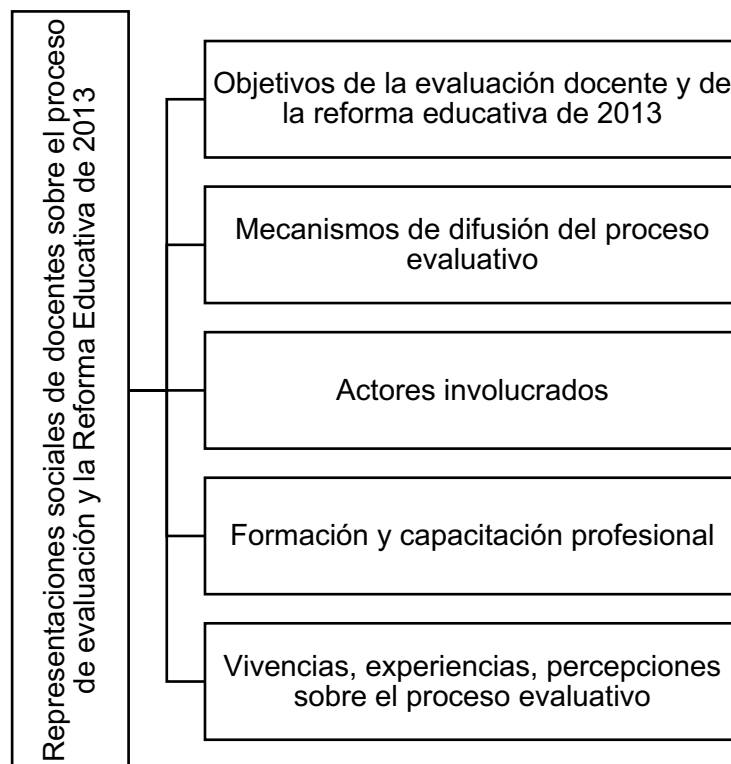 Representaciones sociales de docentes sobre el proceso
de evaluación y la Reforma Educativa de 2013
Objetivos de la evaluación docente y de
la reforma educativa de 2013
Mecanismos de difusión del proceso
evaluativo
Actores involucrados
Formación y capacitación profesional
Vivencias, experiencias, percepciones
sobre el proceso evaluativo